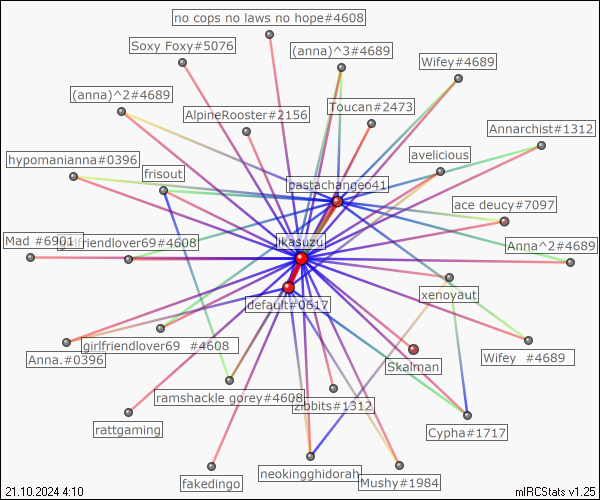 no cops no laws no hope#4608
Soxy Foxy#5076
(anna)^3#4689
Wifey#4689
(anna)^2#4689
Toucan#2473
AlpineRooster#2156
Annarchist#1312
hypomanianna#0396
avelicious
frisout
pastachangeo41
ace deucy#7097
Mad #6901
girlfriendlover69#4608
ikasuzu
Anna^2#4689
xenoyaut
default#0617
girlfriendlover69 #4608
Anna.#0396
Wifey #4689
Skalman
ramshackle gorey#4608
zibbits#1312
rattgaming
Cypha#1717
neokingghidorah
fakedingo
Mushy#1984
21.10.2024 4:10
mIRCStats v1.25